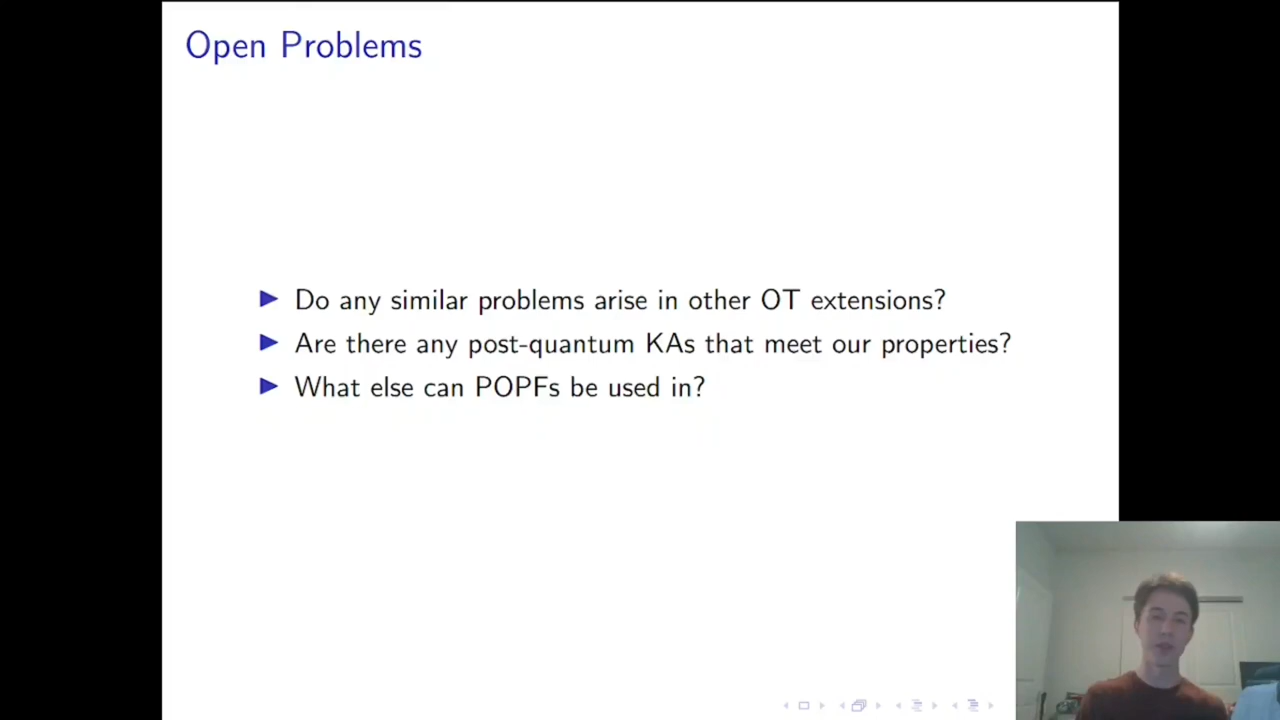 Open Problems
Do any similar problems arise in other OT extensions?
Are there any post-quantum KAs that meet our properties?
What else can POPFs be used in?